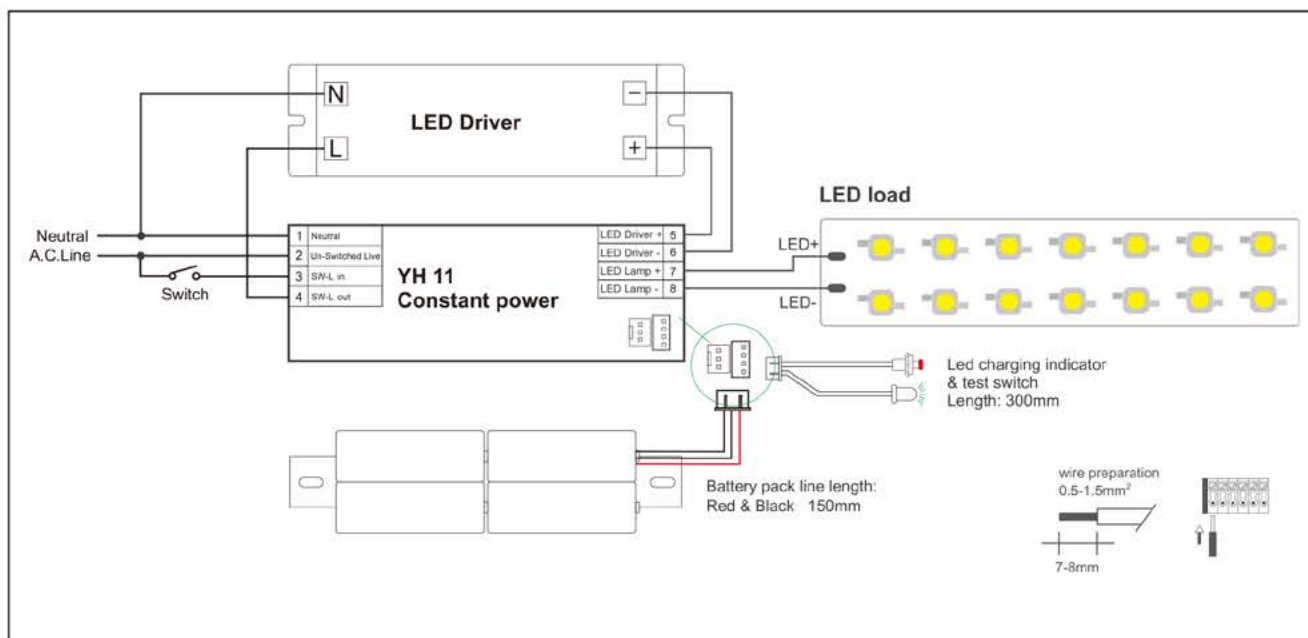 N
−
LED Driver
L
+
LED load
Neutral
A.C.Line
Switch
1 Neutral
2 Un-Switched Live
3 SW-L in
4 SW-L out
YH 11
Constant power
LED Driver + 5
LED Driver - 6
LED Lamp + 7
LED Lamp - 8
LED+
LED-
Led charging indicator
& test switch
Length: 300mm
Battery pack line length:
Red & Black 150mm
wire preparation
0.5-1.5mm²
7-8mm